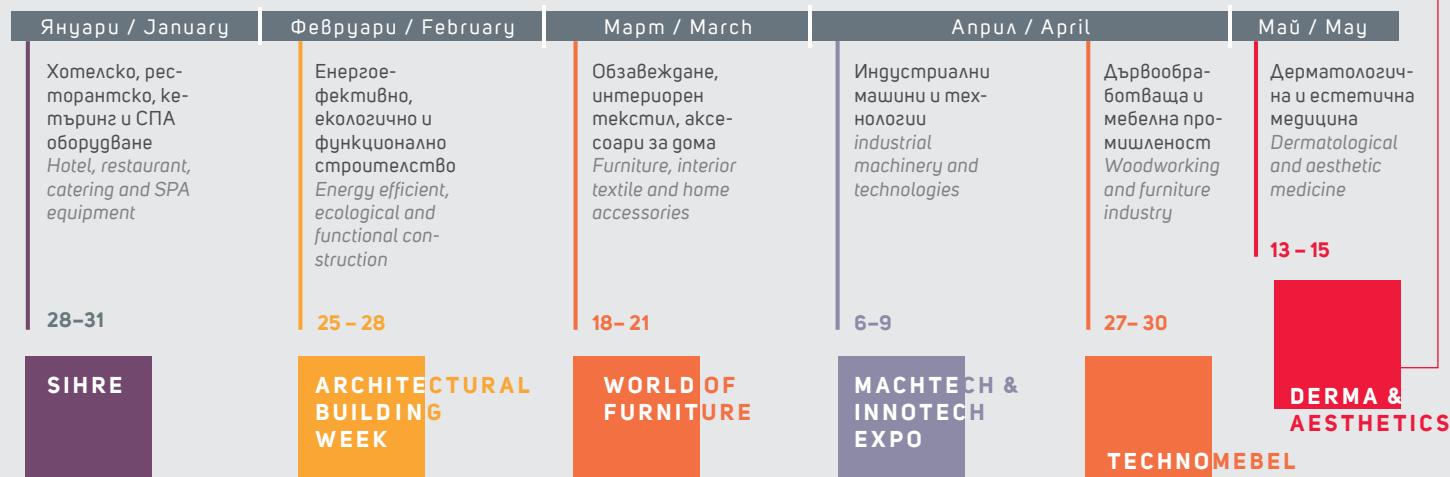 Януари / January
Февруари / February
Март / March
Април / April
Май / May
Хотелско, рес-
торантско, ке-
търинг и СПА
оборудване
Hotel, restaurant,
catering and SPA
equipment
28–31
SIHRE
Енергое-
фективно,
екологично и
функционално
строителство
Energy efficient,
ecological and
functional con-
struction
25 – 28
ARCHITECTURAL
BUILDING
WEEK
Обзавеждане,
интериорен
текстил, аксе-
соари за дома
Furniture, interior
textile and home
accessories
18– 21
WORLD OF
FURNITURE
Индустриални
машини и тех-
нологии
industrial
machinery and
technologies
6–9
MACHTECH &
INNOTECH
EXPO
Дървообра-
ботваща и
мебелна про-
мишленост
Woodworking
and furniture
industry
27– 30
TECHNOMEBEL
Дерматологич-
на и естетична
медицина
Dermatological
and aesthetic
medicine
13 – 15
DERMA &
AESTHETICS